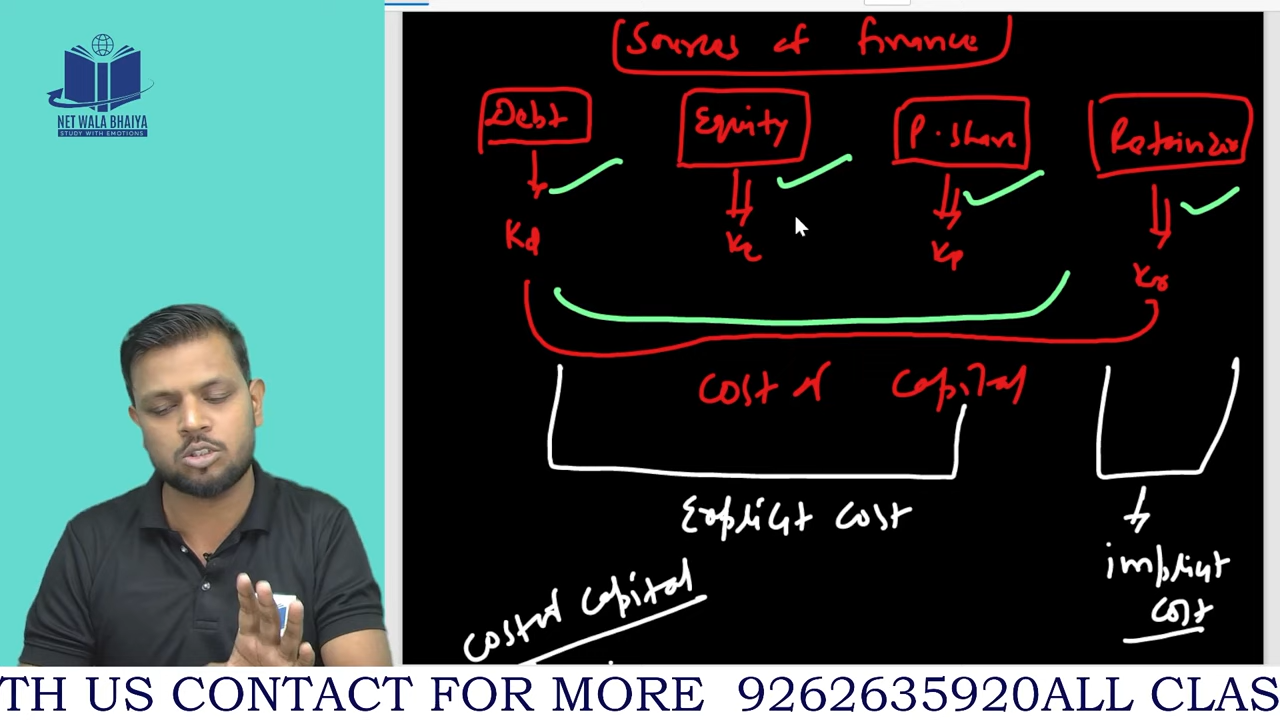 NET WALA BHAIYA
STUDY WITH EMOTIONS
Sources of finance
Debt Equity P. Share
Kd Ke Kp Kr
Cost of Capital
Explicit Cost
implicit
Cost
Cost of Capital
TH US CONTACT FOR MORE 9262635920ALL CLAS